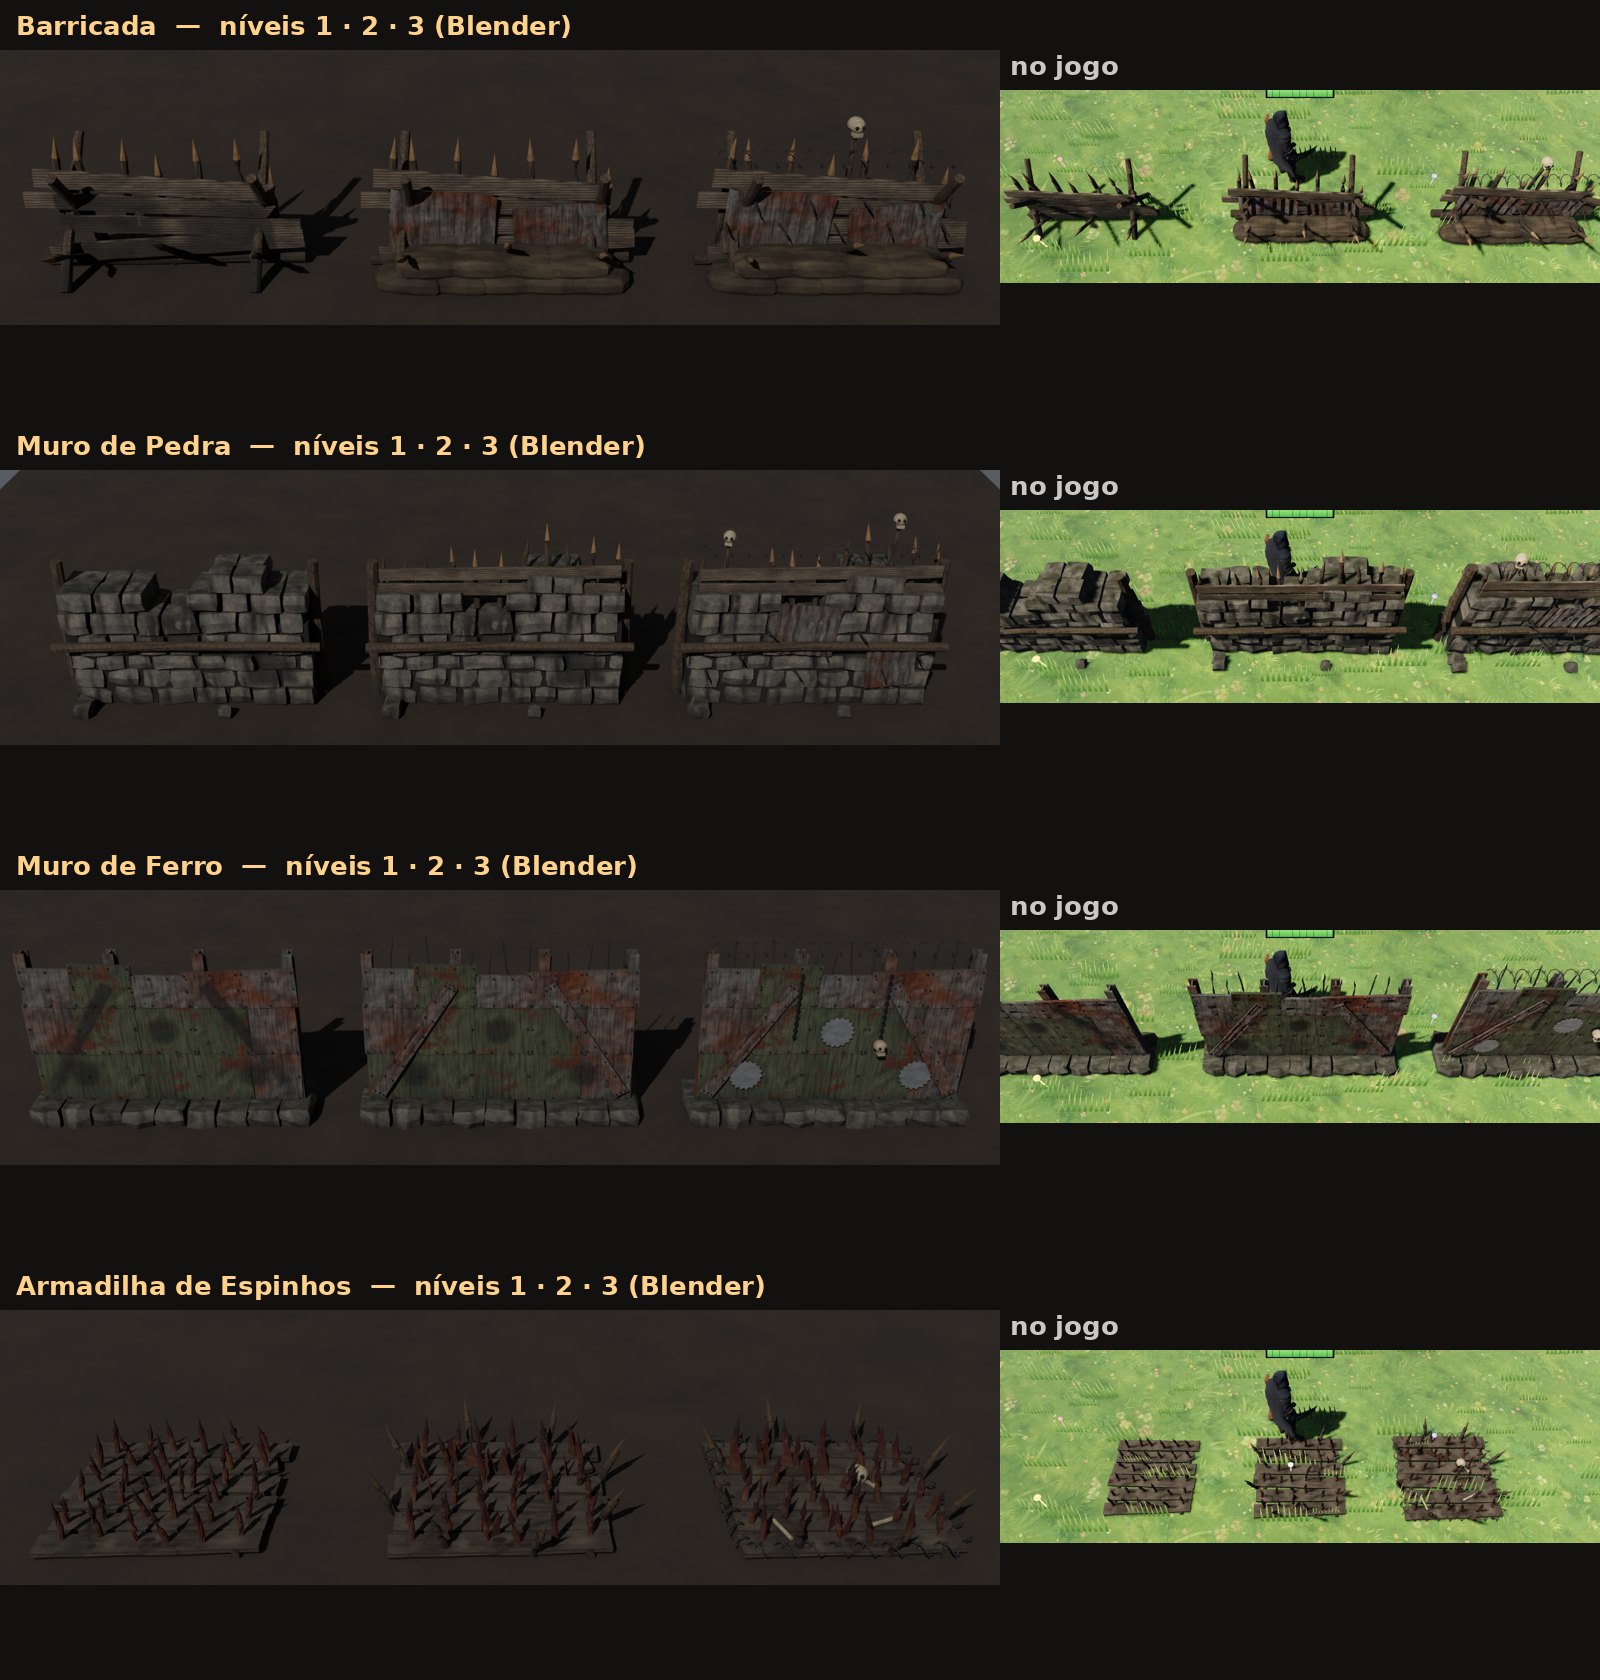 Barricada — níveis 1 · 2 · 3 (Blender)
no jogo
Muro de Pedra — níveis 1 · 2 · 3 (Blender)
no jogo
Muro de Ferro — níveis 1 · 2 · 3 (Blender)
no jogo
Armadilha de Espinhos — níveis 1 · 2 · 3 (Blender)
no jogo